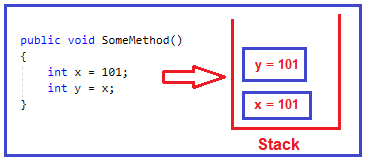 public void SomeMethod()
{
int x = 101;
int y = x;
}
y = 101
x = 101
Stack